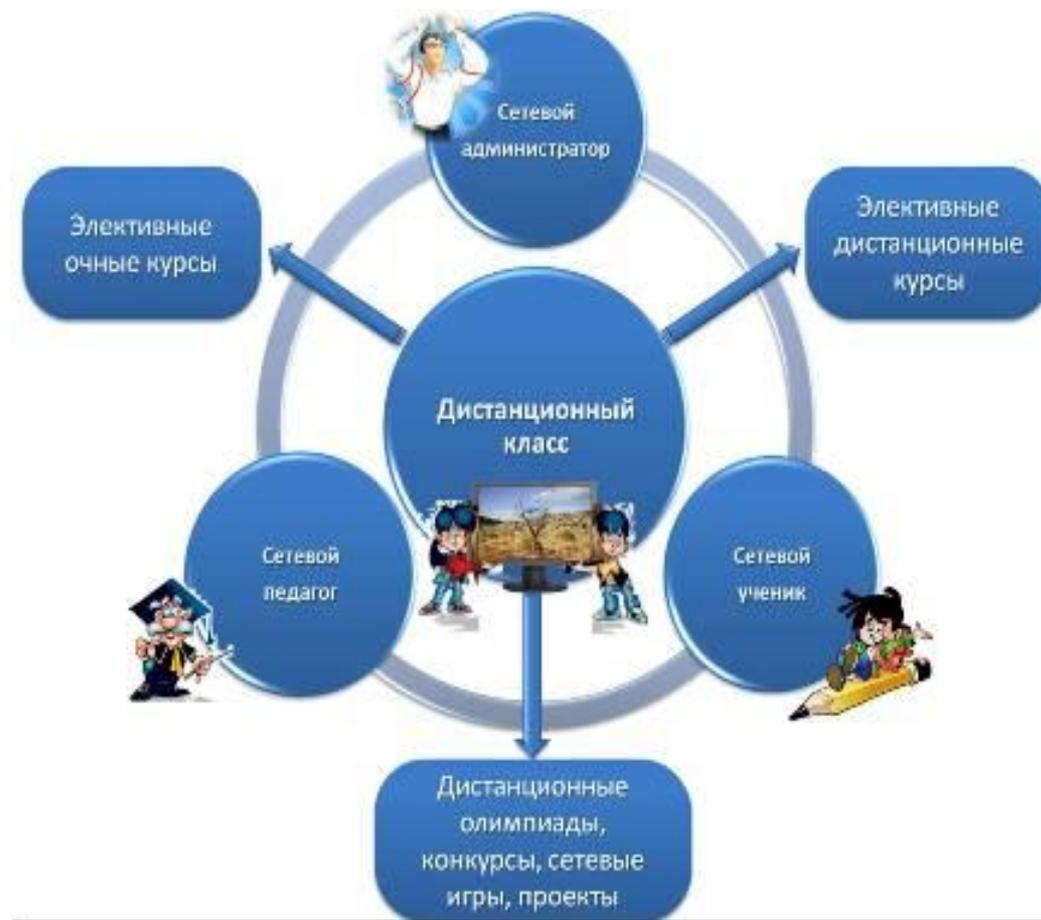 Сетевой
администратор
Элективные
очные курсы
Элективные
дистанционные
курсы
Дистанционный
класс
Сетевой
педагог
Сетевой
ученик
Дистанционные
олимпиады,
конкурсы, сетевые
игры, проекты